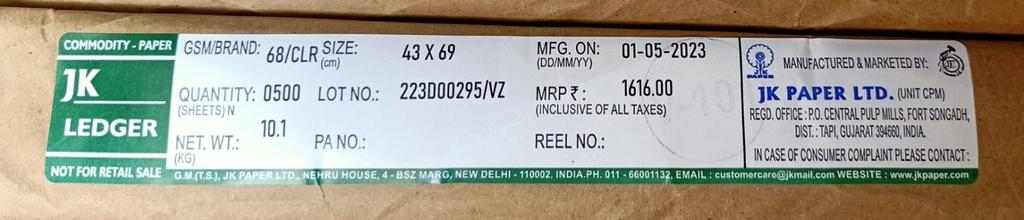 COMMODITY - PAPER
JK
LEDGER
NOT FOR RETAIL SALE
GSM/BRAND: 68/CLR SIZE: 43 X 69 MFG. ON: 01-05-2023
(cm) (DD/MM/YY)
QUANTITY: 0500 LOT NO.: 223D00295/VZ MRP ₹: 1616.00
(SHEETS) N (INCLUSIVE OF ALL TAXES)
NET. WT.: 10.1 PA NO.: REEL NO.:
(KG)
JK
PAPER
MANUFACTURED & MARKETED BY:
JK PAPER LTD. (UNIT CPM)
REGD. OFFICE : P.O. CENTRAL PULP MILLS, FORT SONGADH,
DIST. : TAPI, GUJARAT 394660, INDIA.
IN CASE OF CONSUMER COMPLAINT PLEASE CONTACT :
G.M.(T.S.), JK PAPER LTD., NEHRU HOUSE, 4 - BSZ MARG, NEW DELHI - 110002, INDIA.PH. 011 - 66001132, EMAIL : customercare@jkmail.com WEBSITE : www.jkpaper.com